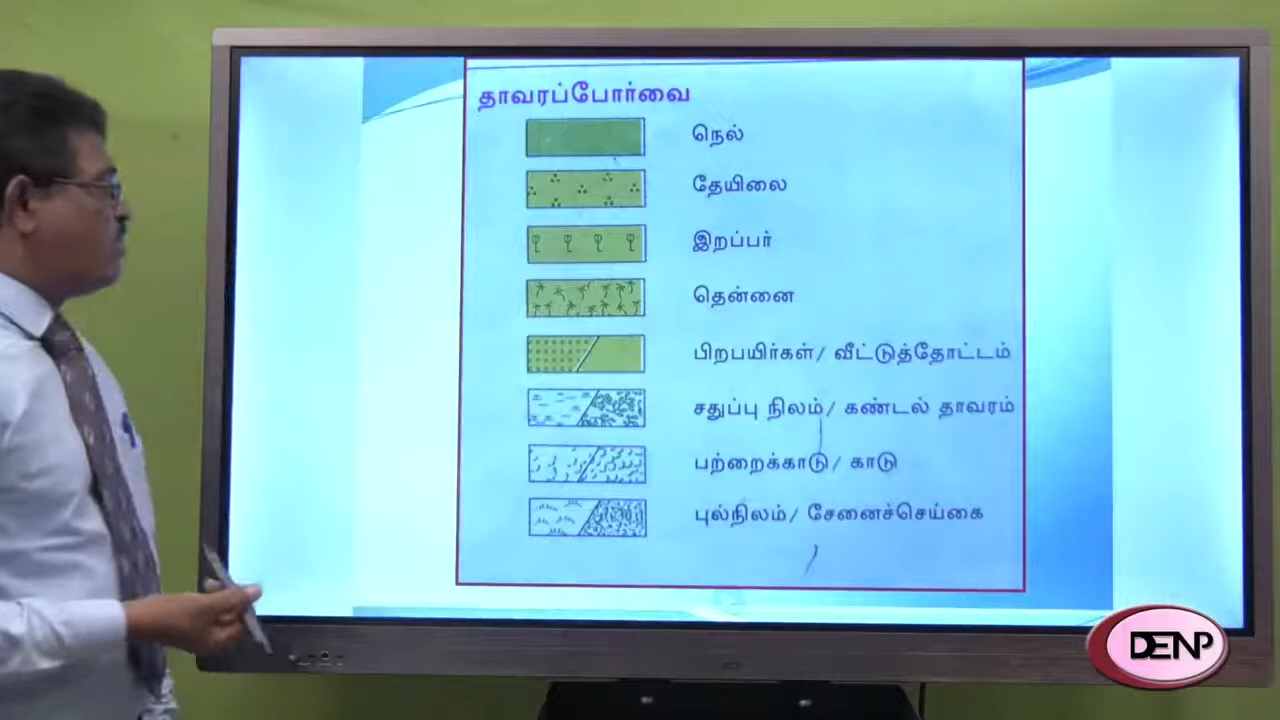 தாவரப்போர்வை
நெல்
தேயிலை
இறப்பர்
தென்னை
பிறபயிர்கள்/ வீட்டுத்தோட்டம்
சதுப்பு நிலம்/ கண்டல் தாவரம்
பற்றைக்காடு/ காடு
புல்நிலம்/ சேனைச்செய்கை
DENP